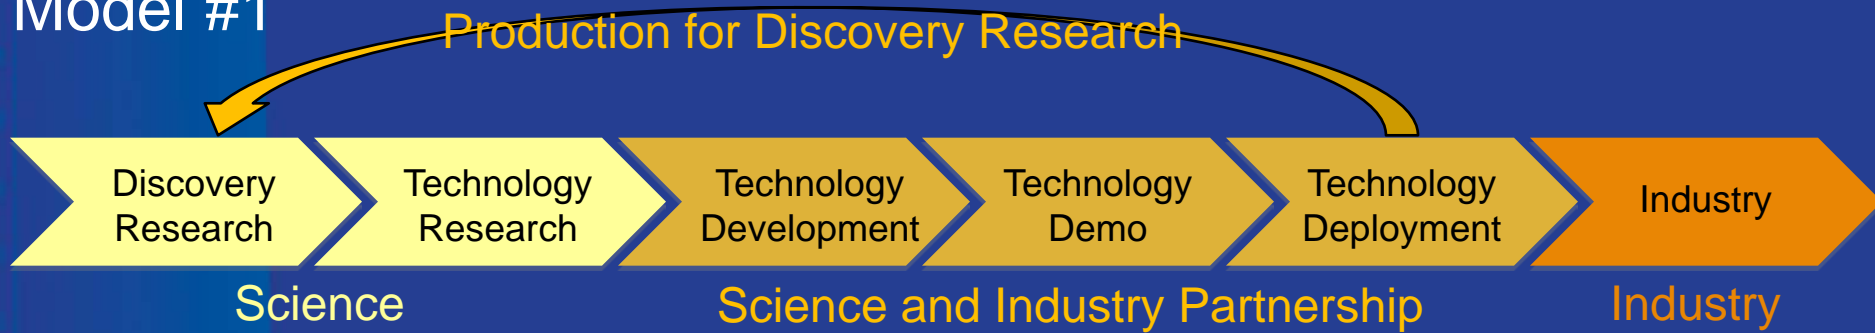 Model #1
Production for Discovery Research
Discovery
Research
Technology
Research
Technology
Development
Technology
Demo
Technology
Deployment
Industry
Science
Science and Industry Partnership
Industry